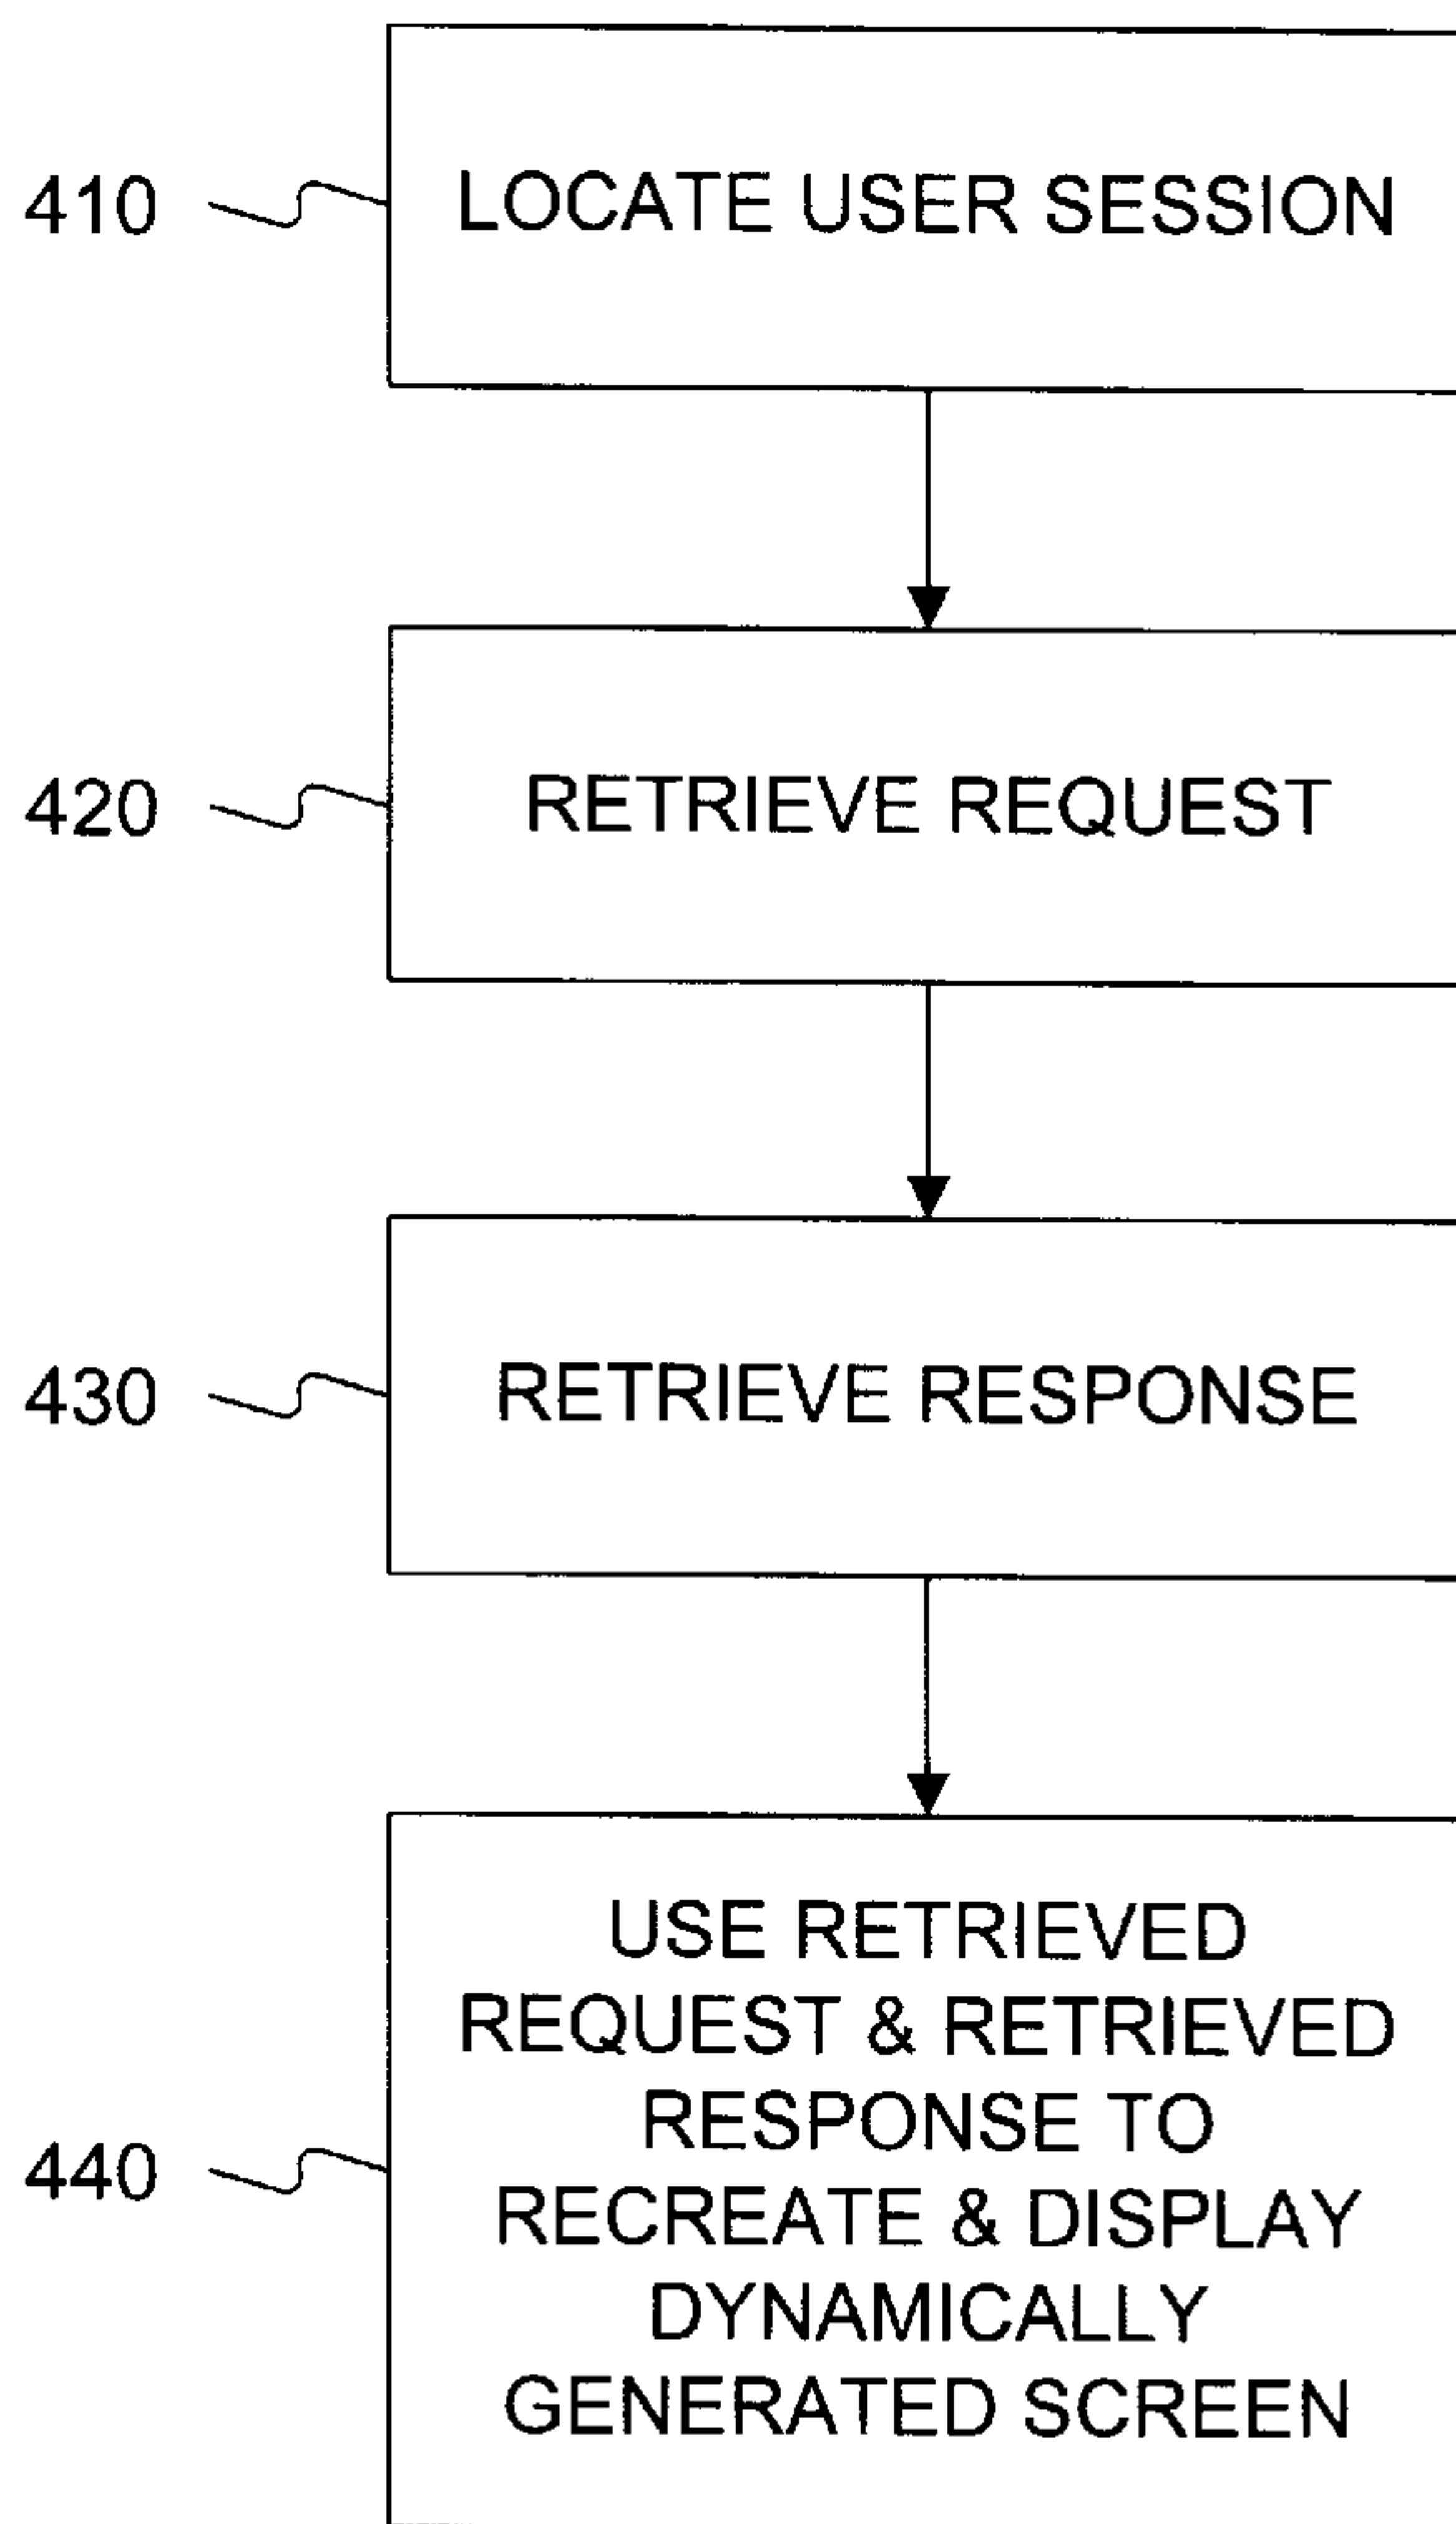 410 LOCATE USER SESSION
420 RETRIEVE REQUEST
430 RETRIEVE RESPONSE
USE RETRIEVED
REQUEST & RETRIEVED
RESPONSE TO
440
RECREATE & DISPLAY
DYNAMICALLY
GENERATED SCREEN